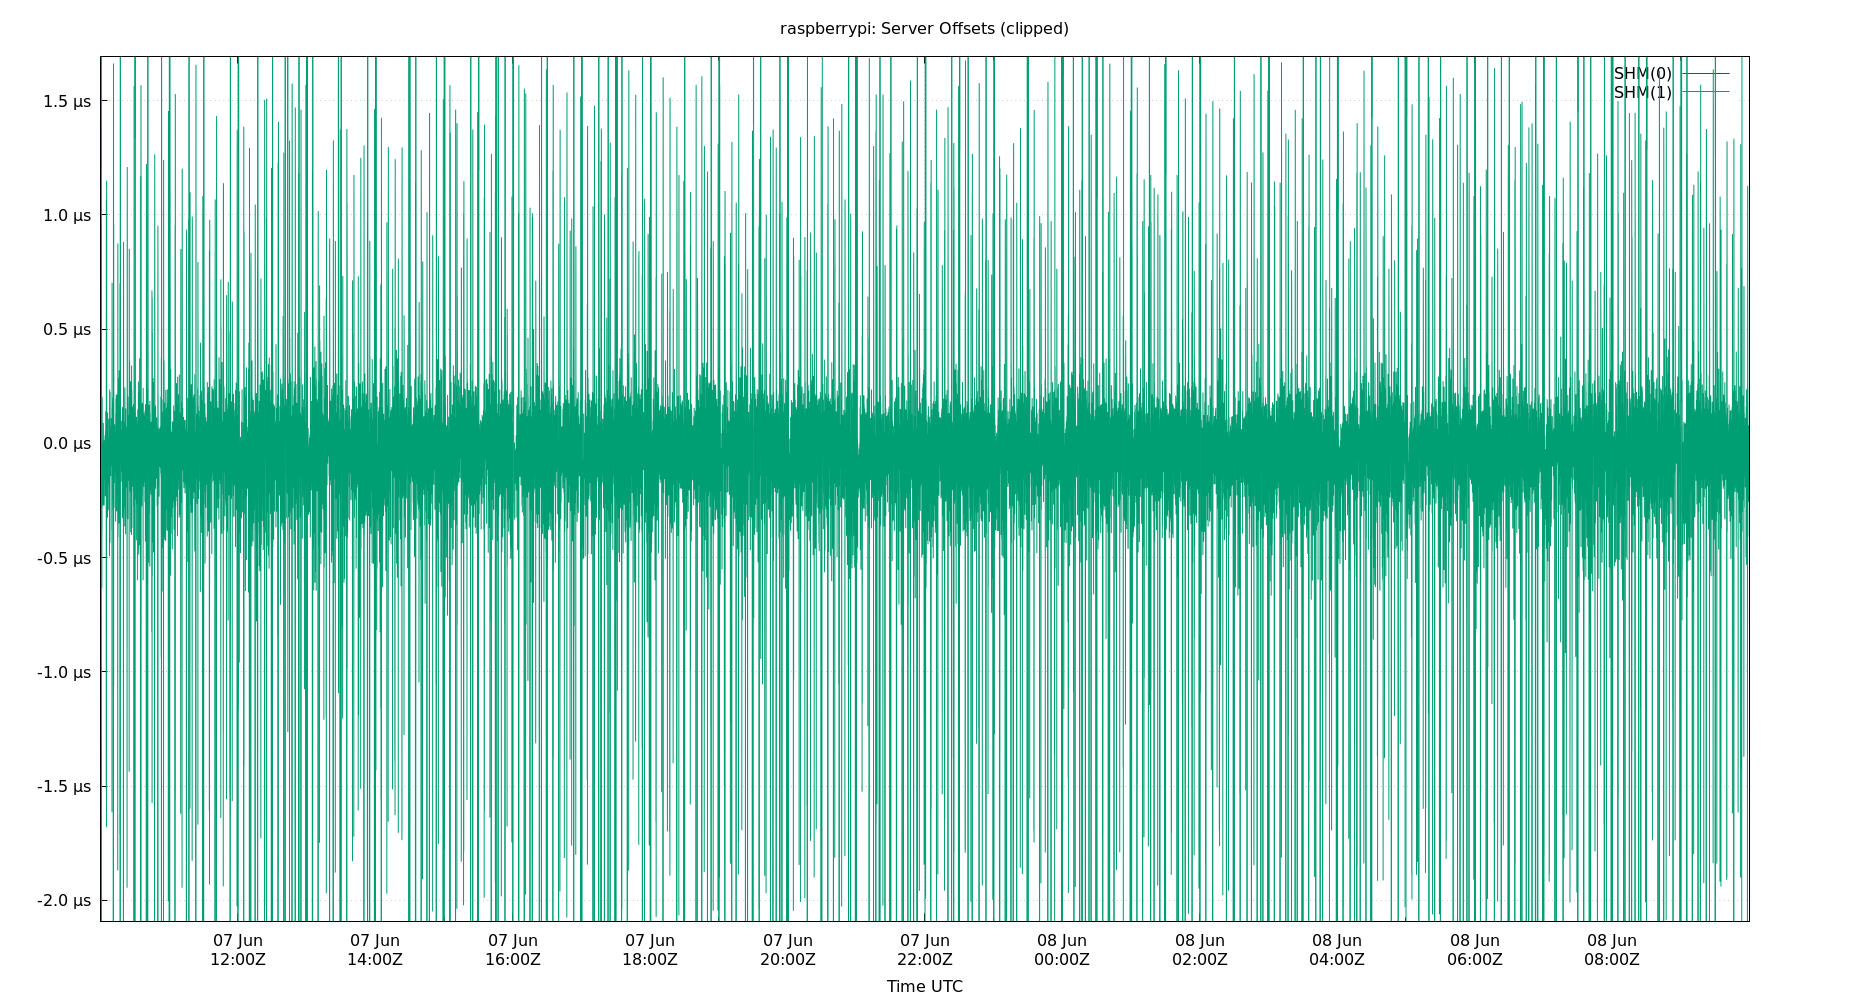 raspberrypi: Server Offsets (clipped)
SHM(0)
SHM(1)
1.5 µs
1.0 µs
0.5 µs
0.0 µs
-0.5 µs
-1.0 µs
-1.5 µs
-2.0 µs
07 Jun 07 Jun 07 Jun 07 Jun 07 Jun 07 Jun 08 Jun 08 Jun 08 Jun 08 Jun 08 Jun
12:00Z 14:00Z 16:00Z 18:00Z 20:00Z 22:00Z 00:00Z 02:00Z 04:00Z 06:00Z 08:00Z
Time UTC